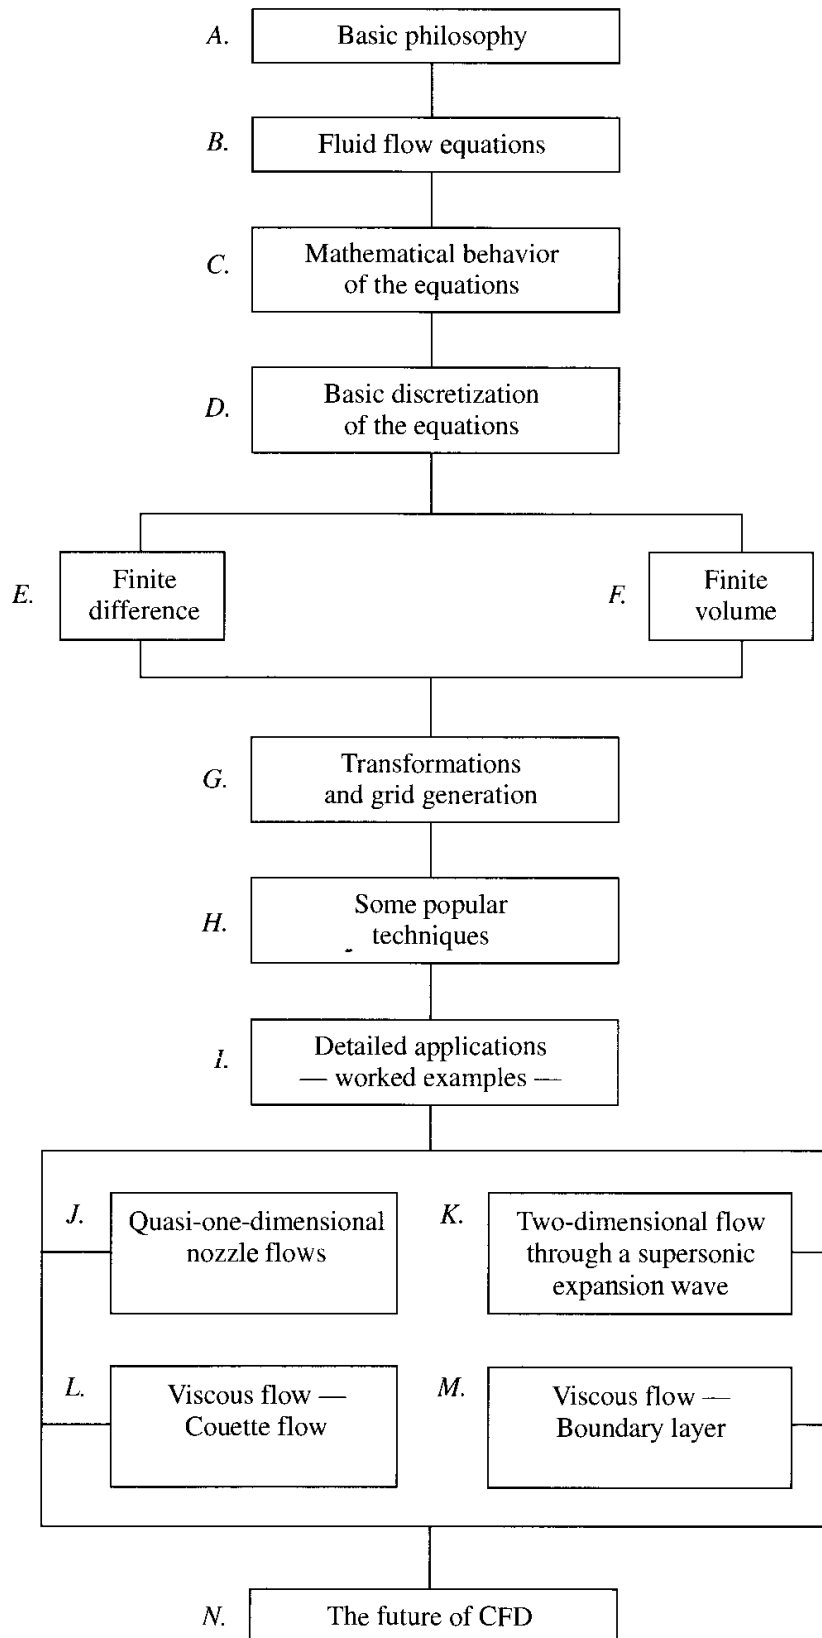 A. Basic philosophy
B. Fluid flow equations
C. Mathematical behavior
of the equations
D. Basic discretization
of the equations
E. Finite
difference
F. Finite
volume
G. Transformations
and grid generation
H. Some popular
techniques
I. Detailed applications
— worked examples —
J. Quasi-one-dimensional
nozzle flows
K. Two-dimensional flow
through a supersonic
expansion wave
L. Viscous flow —
Couette flow
M. Viscous flow —
Boundary layer
N. The future of CFD